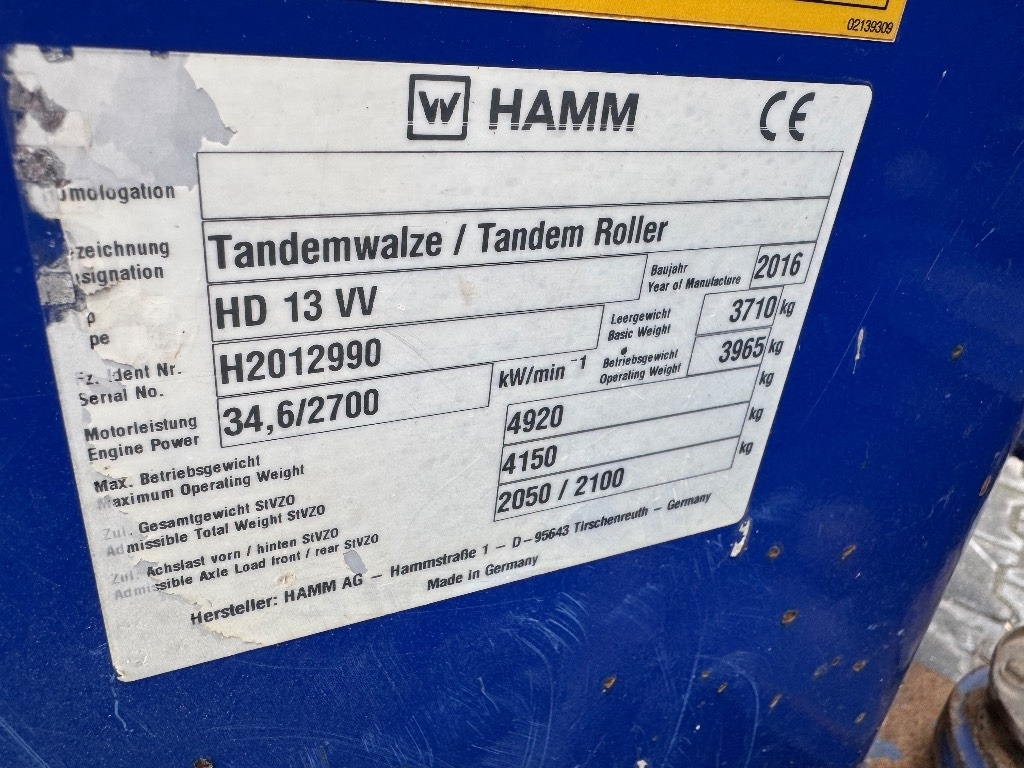 02139309
W HAMM CE
omologation
zeichnung
signation
Tandemwalze / Tandem Roller
pe
HD 13 VV
Baujahr
Year of Manufacture
2016
z. Ident Nr.
Serial No.
H2012990
Leergewicht
Basic Weight
3710 kg
Motorleistung
Engine Power
34,6/2700 kW/min -1
Betriebsgewicht
Operating Weight
3965 kg
Max. Betriebsgewicht
Maximum Operating Weight
4920 kg
Zul. Gesamtgewicht StVZO
Admissible Total Weight StVZO
4150 kg
Zul. Achslast vorn / hinten StVZO
Admissible Axle Load front / rear StVZO
2050 / 2100 kg
Hersteller: HAMM AG – Hammstraße 1 – D–95643 Tirschenreuth – Germany
Made in Germany